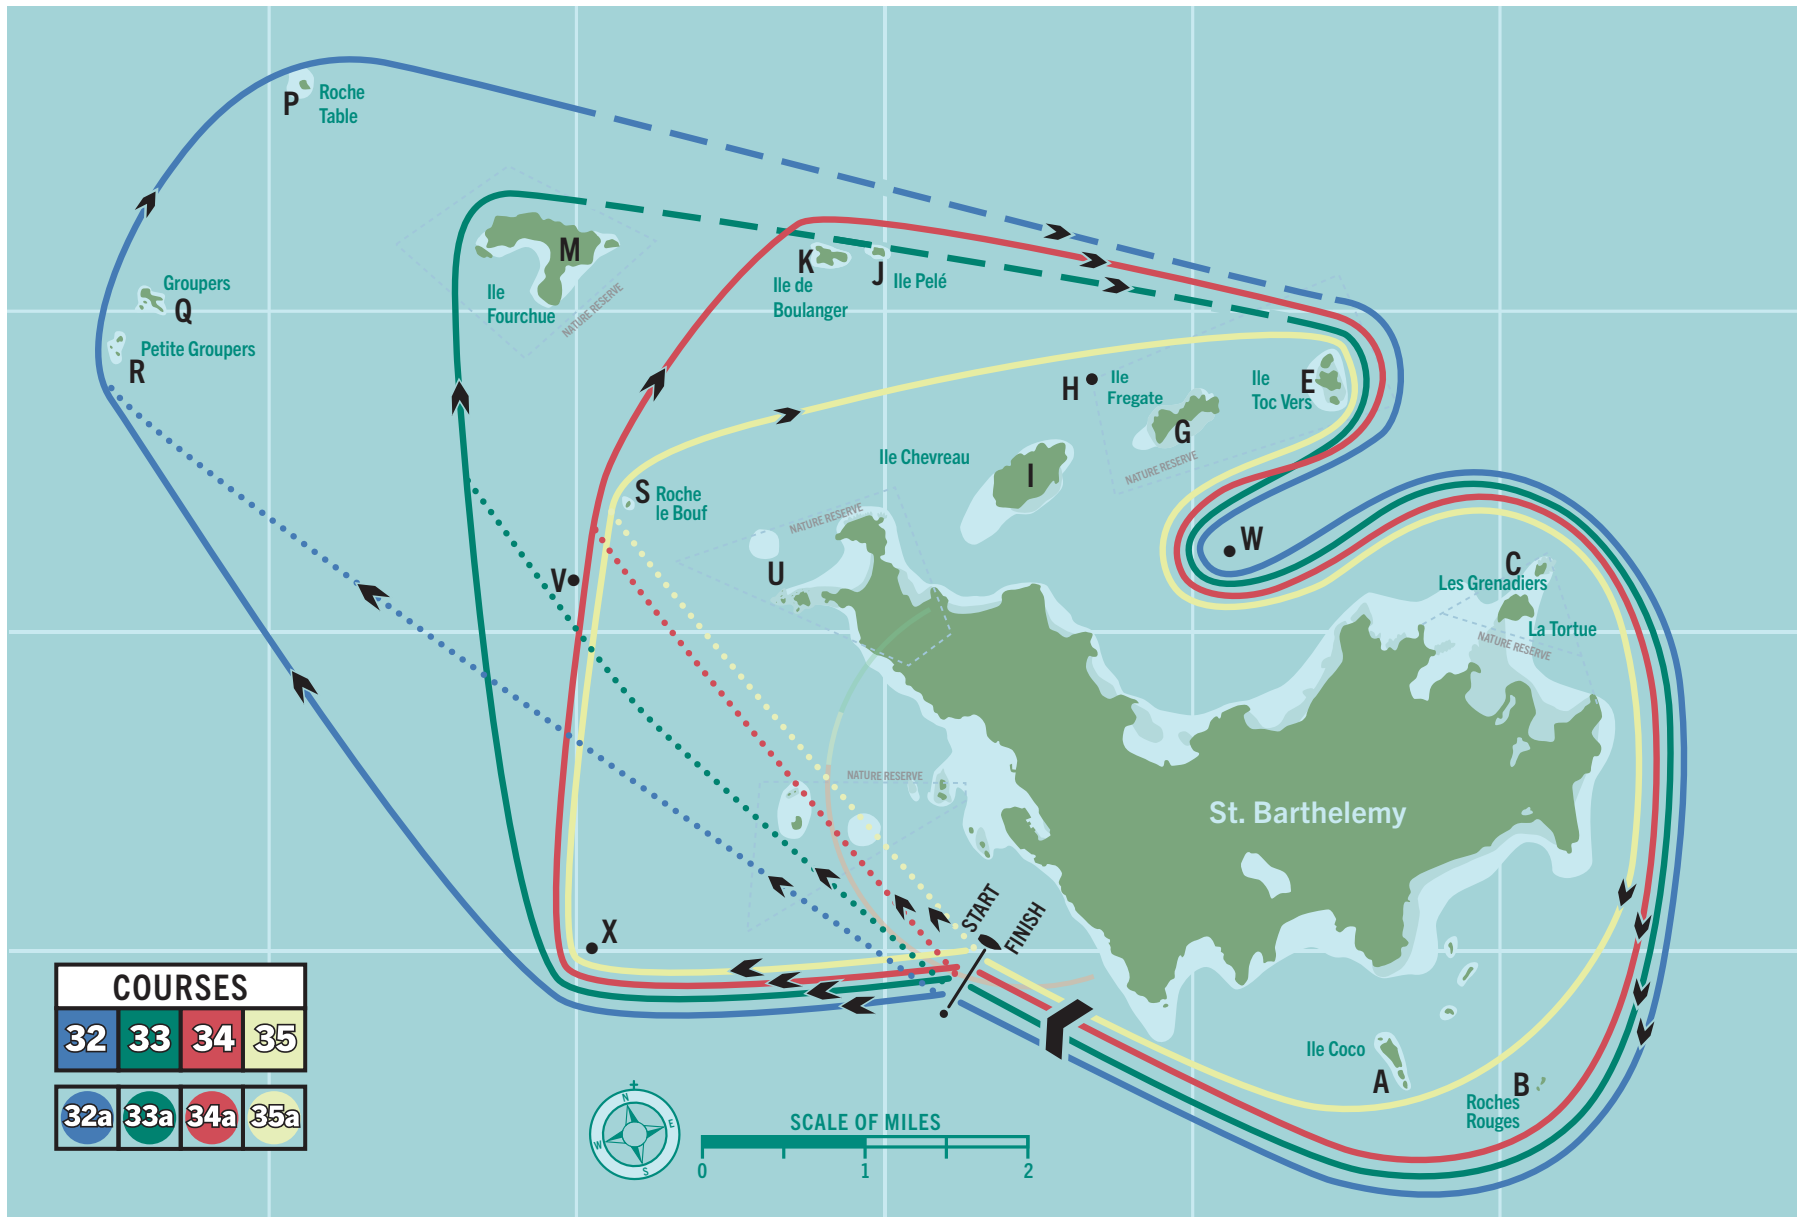 P
Roche
Table
Groupers
Q
Petite Groupers
R
M
Ile
Fourchue
NATURE RESERVE
K
J
Ile de
Boulanger
Ile Pelé
H
Ile
Fregate
G
NATURE RESERVE
Ile
Toc Vers
E
Ile Chevreau
I
S
Roche
le Bouf
NATURE RESERVE
U
V
W
C
Les Grenadiers
La Tortue
NATURE RESERVE
NATURE RESERVE
St. Barthelemy
X
START
FINISH
COURSES
32
33
34
35
32a
33a
34a
35a
N
E
S
W
SCALE OF MILES
0
1
2
Ile Coco
A
B
Roches
Rouges